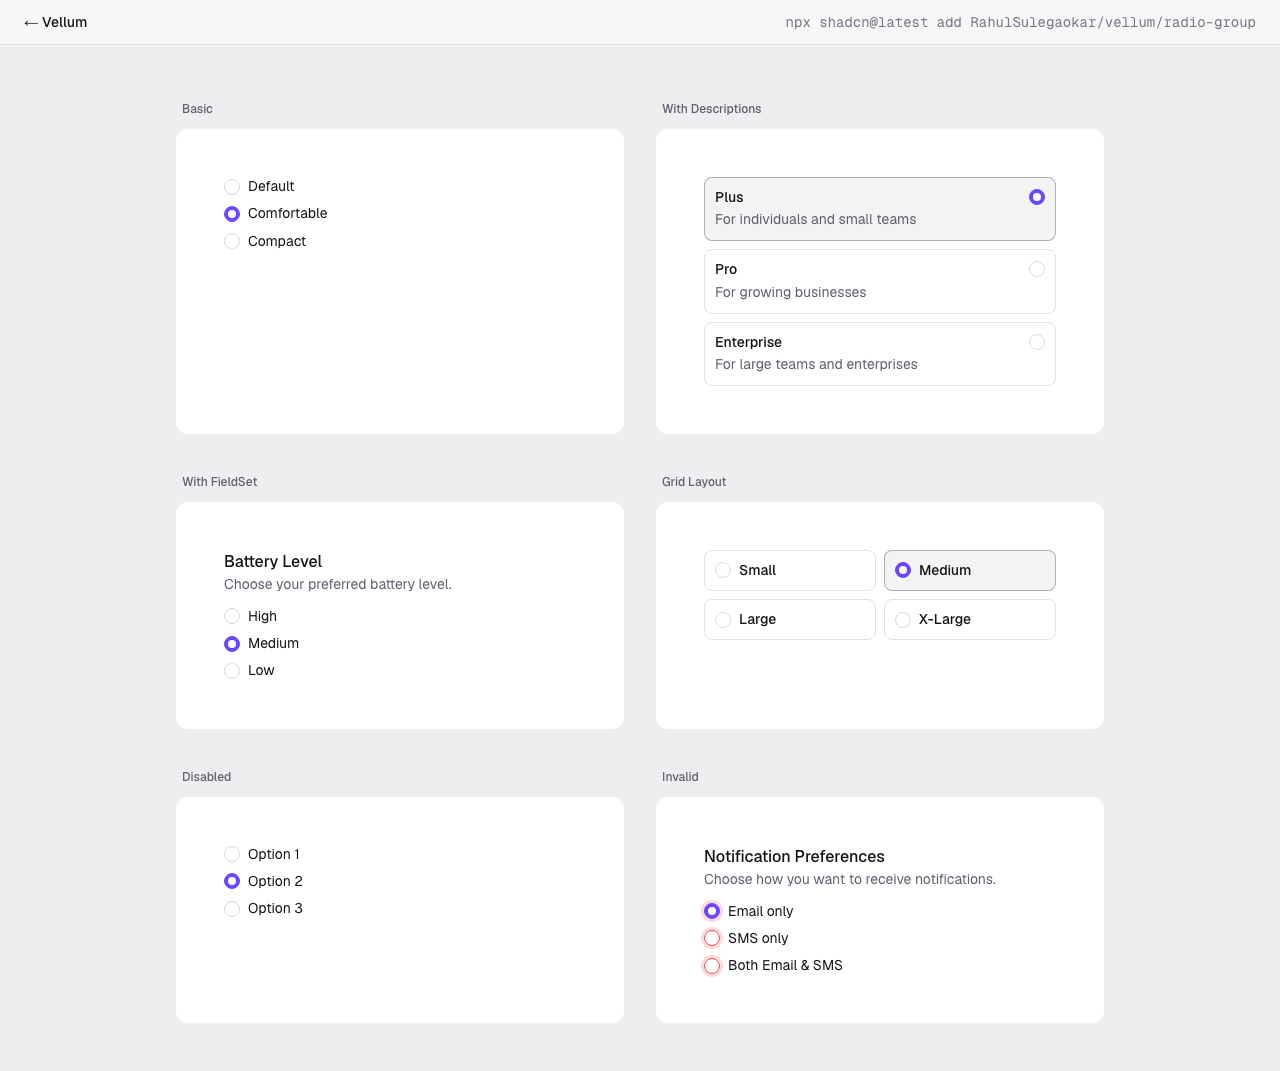 ← Vellum
npx shadcn@latest add RahulSulegaokar/vellum/radio-group
Basic
Default
Comfortable
Compact
With Descriptions
Plus
For individuals and small teams
Pro
For growing businesses
Enterprise
For large teams and enterprises
With FieldSet
Battery Level
Choose your preferred battery level.
High
Medium
Low
Grid Layout
Small
Medium
Large
X-Large
Disabled
Option 1
Option 2
Option 3
Invalid
Notification Preferences
Choose how you want to receive notifications.
Email only
SMS only
Both Email & SMS